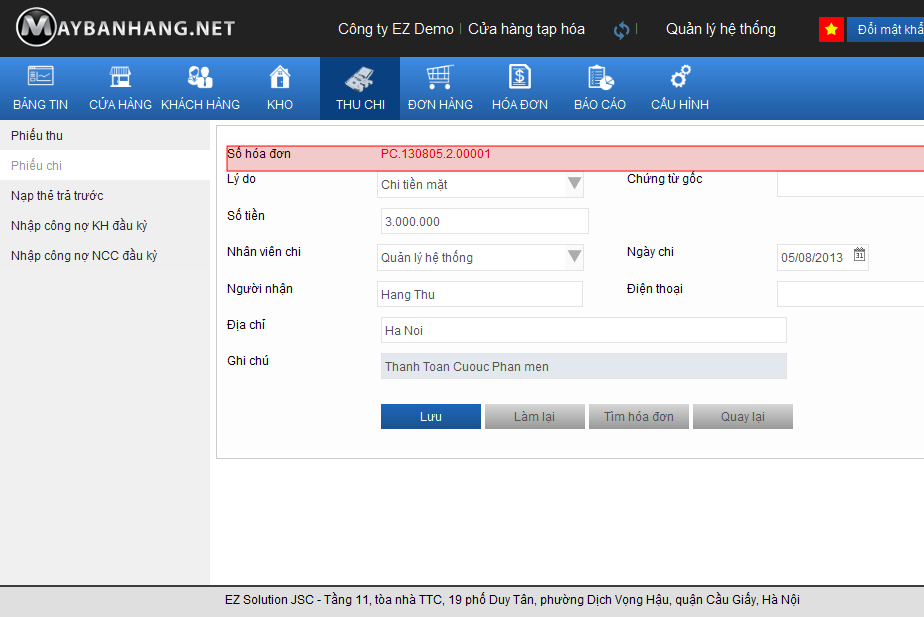 MAYBANHANG.NET Công ty EZ Demo Cửa hàng tạp hóa Quản lý hệ thống Đổi mật khẩ
BẢNG TIN CỬA HÀNG KHÁCH HÀNG KHO THU CHI ĐƠN HÀNG HÓA ĐƠN BÁO CÁO CẤU HÌNH
Phiếu thu
Phiếu chi
Nạp thẻ trả trước
Nhập công nợ KH đầu kỳ
Nhập công nợ NCC đầu kỳ
Số hóa đơn PC.130805.2.00001
Lý do Chi tiền mặt Chứng từ gốc
Số tiền 3.000.000
Nhân viên chi Quản lý hệ thống Ngày chi 05/08/2013 31
Người nhận Hang Thu Điện thoại
Địa chỉ Ha Noi
Ghi chú Thanh Toan Cuouc Phan men
Lưu Làm lại Tìm hóa đơn Quay lại
EZ Solution JSC - Tầng 11, tòa nhà TTC, 19 phố Duy Tân, phường Dịch Vọng Hậu, quận Cầu Giấy, Hà Nội